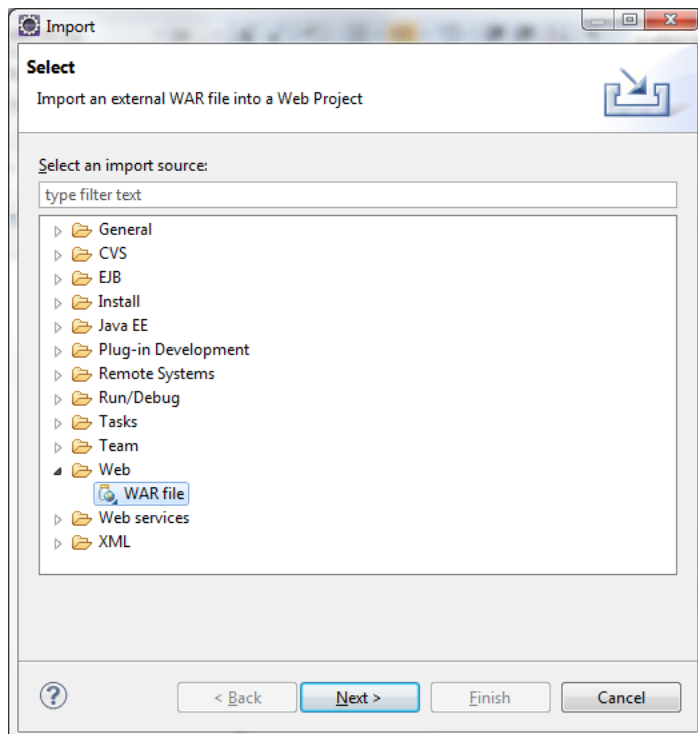 Import
Select
Import an external WAR file into a Web Project
Select an import source:
type filter text
General
CVS
EJB
Install
Java EE
Plug-in Development
Remote Systems
Run/Debug
Tasks
Team
Web
WAR file
Web services
XML
? < Back Next > Finish Cancel